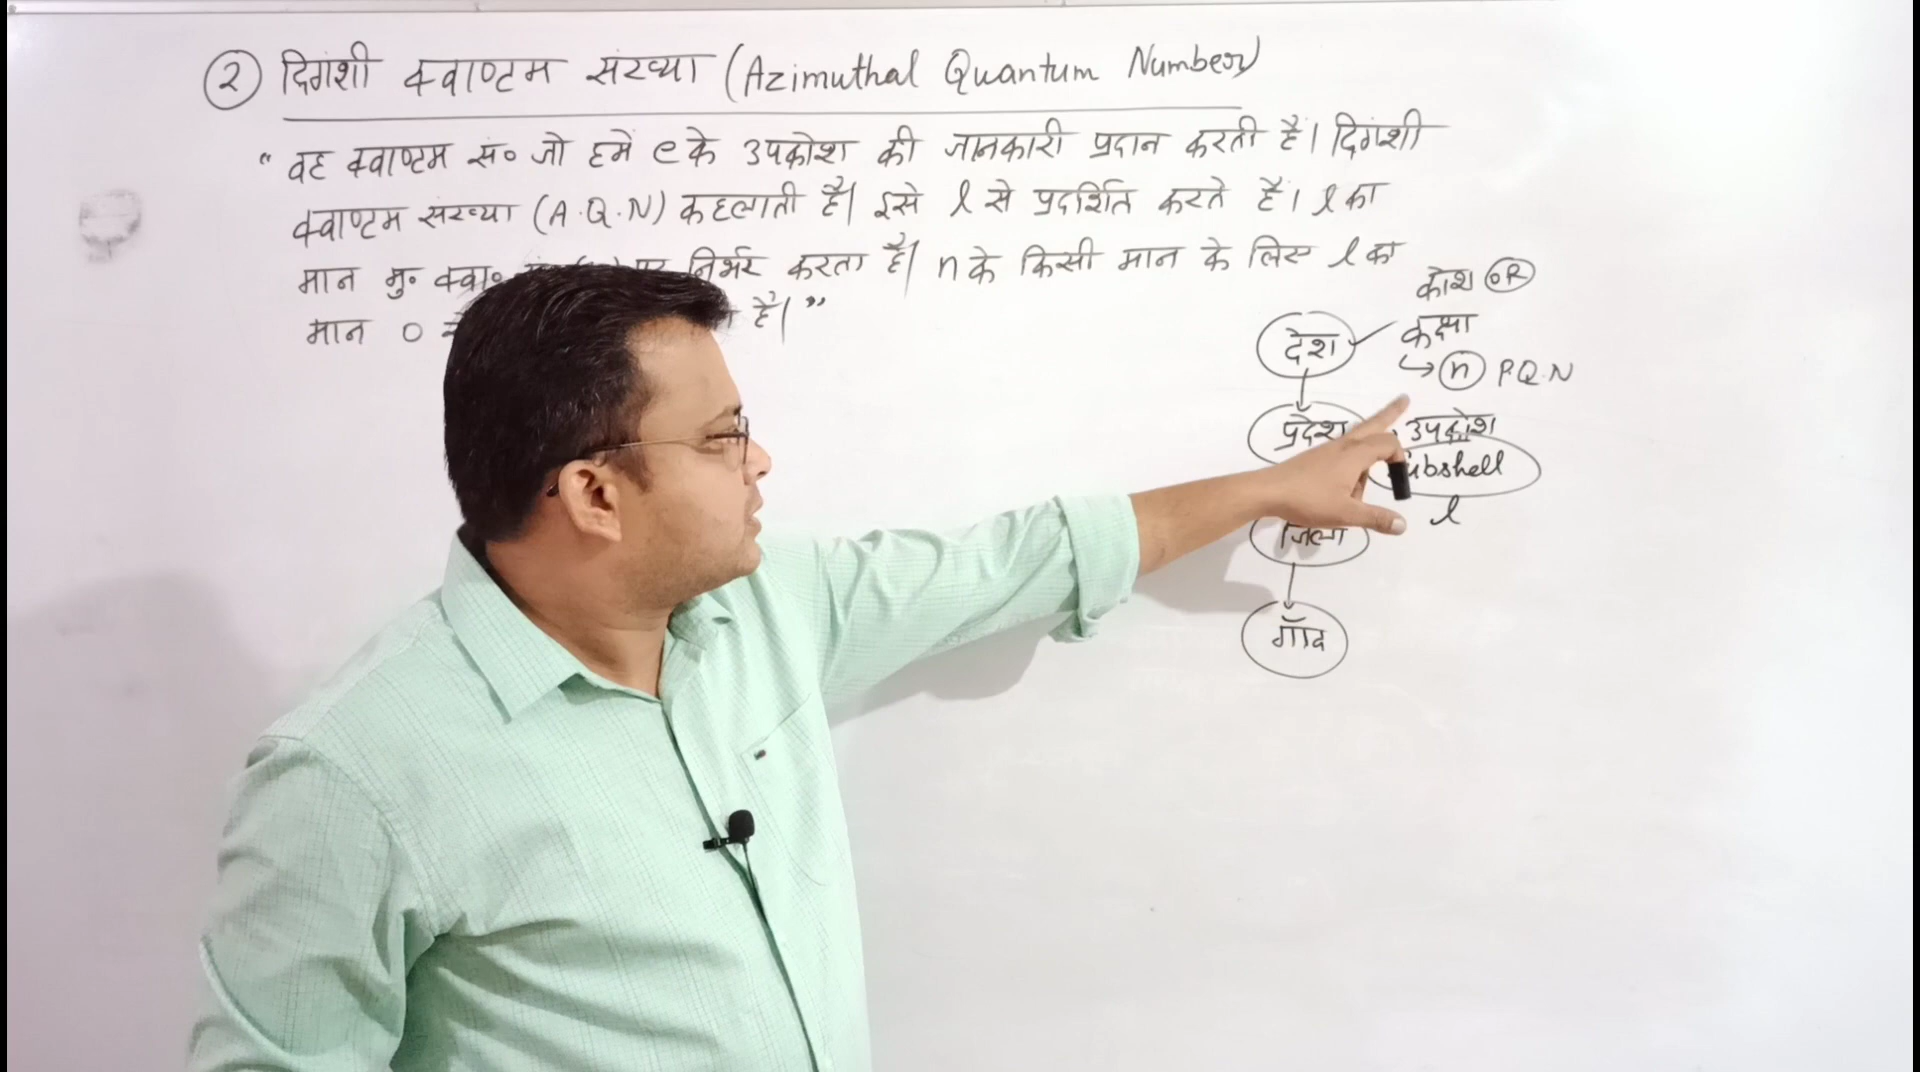 ② दिगंशी क्वाण्टम संख्या (Azimuthal Quantum Number)
" वह क्वाण्टम सं० जो हमें e के उपकोश की जानकारी प्रदान करती है। दिगंशी
क्वाण्टम संख्या (A.Q.N) कहलाती है। इसे l से प्रदर्शित करते हैं। l का
मान मु० क्वा० पर निर्भर करता है। n के किसी मान के लिए l का
मान 0 है। "
देश
कोश OR
कक्षा
↳ n P.Q.N
प्रदेश
उपकोश
Subshell
l
जिला
गाँव